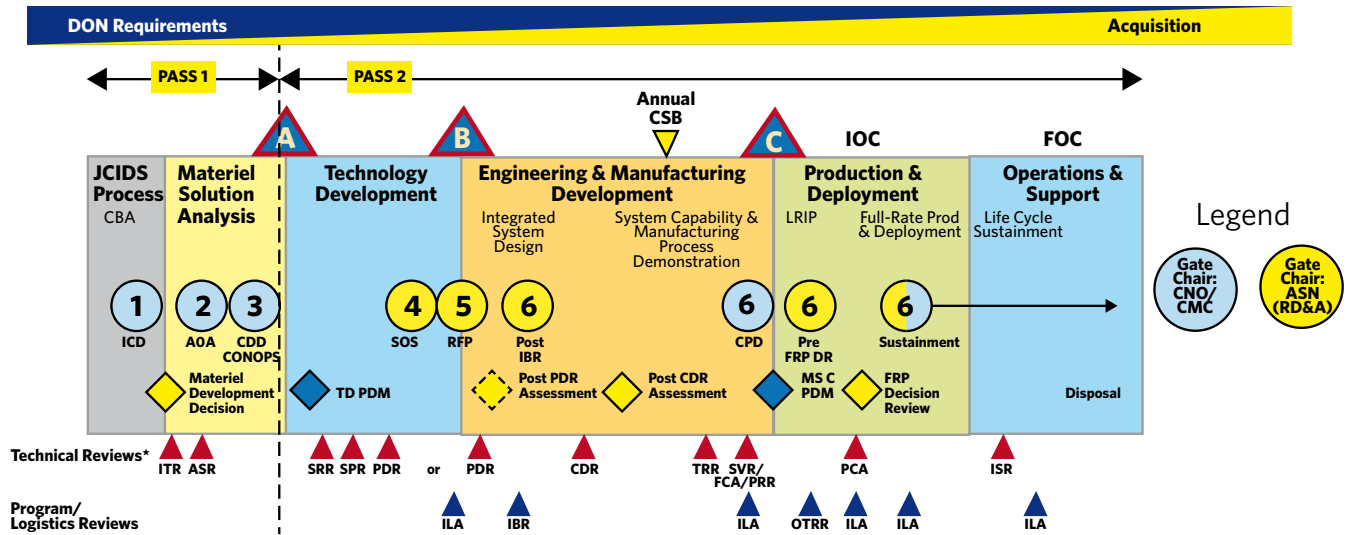 DON Requirements
Acquisition
PASS 1
PASS 2
Annual
CSB
A
B
C
IOC
FOC
JCIDS
Process
CBA
Materiel
Solution
Analysis
Technology
Development
Engineering & Manufacturing
Development
Integrated
System
Design
System Capability &
Manufacturing
Process
Demonstration
Production &
Deployment
LRIP
Full-Rate Prod
& Deployment
Operations &
Support
Life Cycle
Sustainment
Legend
Gate
Chair:
CNO/
CMC
Gate
Chair:
ASN
(RD&A)
1
ICD
2
A0A
3
CDD
CONOPS
4
SOS
5
RFP
6
Post
IBR
6
CPD
6
Pre
FRP DR
6
Sustainment
Materiel
Development
Decision
TD PDM
Post PDR
Assessment
Post CDR
Assessment
MS C
PDM
FRP
Decision
Review
Disposal
Technical Reviews*
ITR
ASR
SRR
SPR
PDR
or
PDR
CDR
TRR
SVR/
FCA/PRR
PCA
ISR
Program/
Logistics Reviews
ILA
IBR
ILA
OTRR
ILA
ILA
ILA